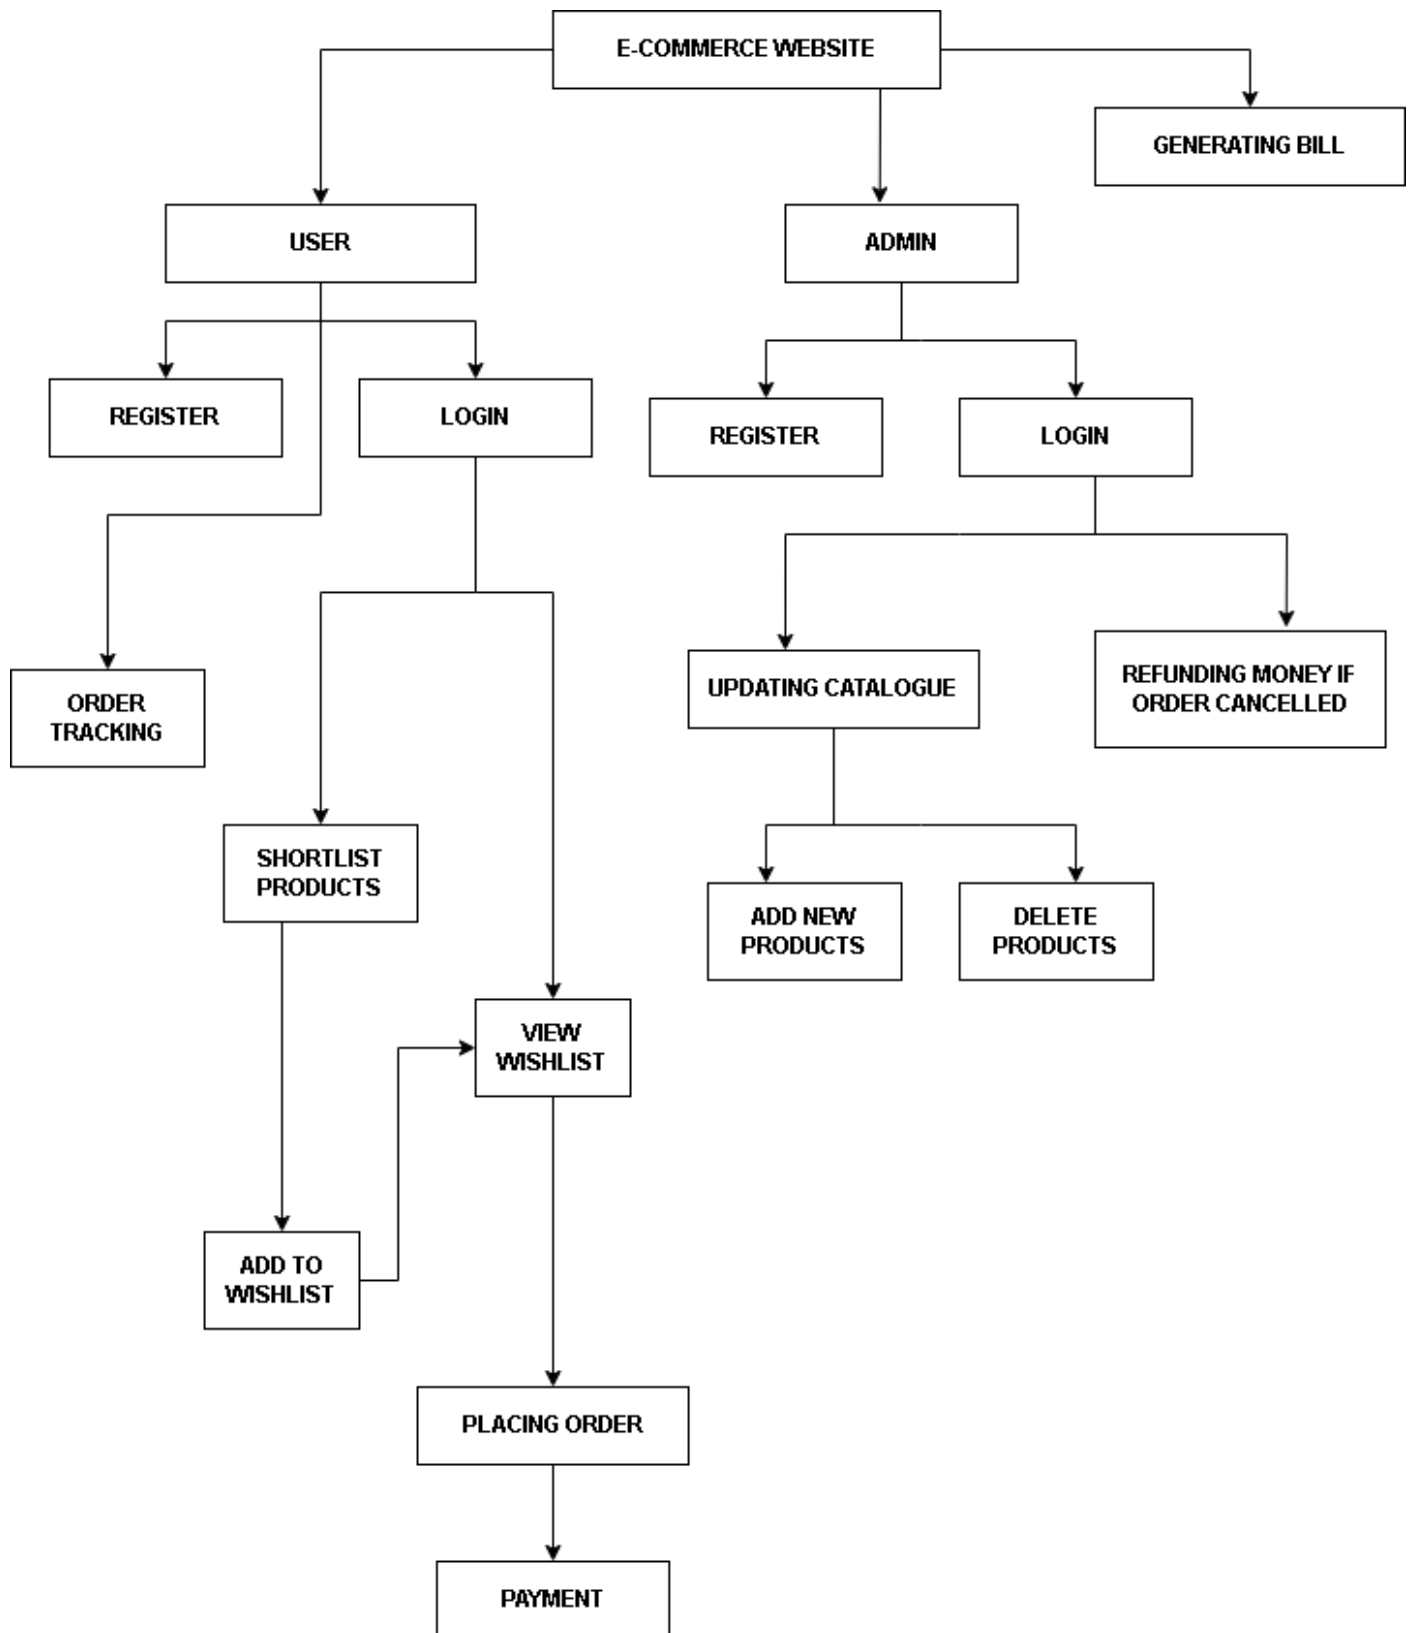 E-COMMERCE WEBSITE
GENERATING BILL
USER
ADMIN
REGISTER
LOGIN
REGISTER
LOGIN
ORDER
TRACKING
UPDATING CATALOGUE
REFUNDING MONEY IF
ORDER CANCELLED
SHORTLIST
PRODUCTS
ADD NEW
PRODUCTS
DELETE
PRODUCTS
VIEW
WISHLIST
ADD TO
WISHLIST
PLACING ORDER
PAYMENT